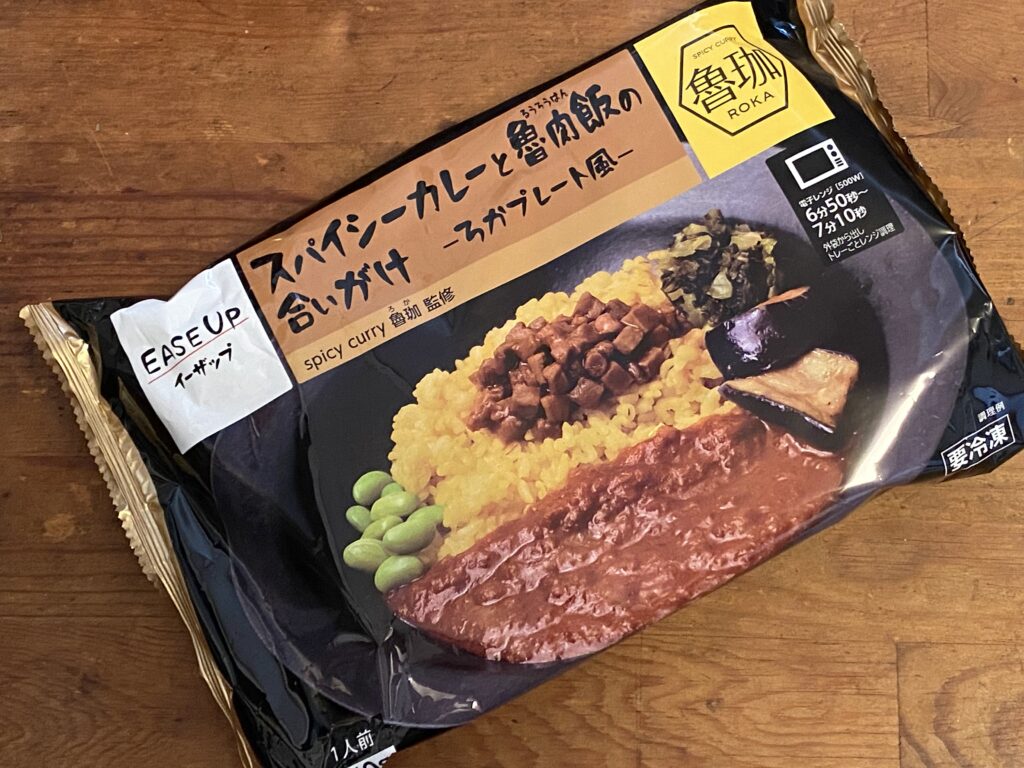 SPICY CURRY
魯珈
ROKA
るうろうはん
スパイシーカレーと魯肉飯の
合いがけ －ろかプレート風－
ろか
spicy curry 魯珈 監修
EASE UP
イーザップ
電子レンジ [500W]
6分50秒～
7分10秒
外袋から出し
トレーごとレンジ調理
調理例
要冷凍
1人前